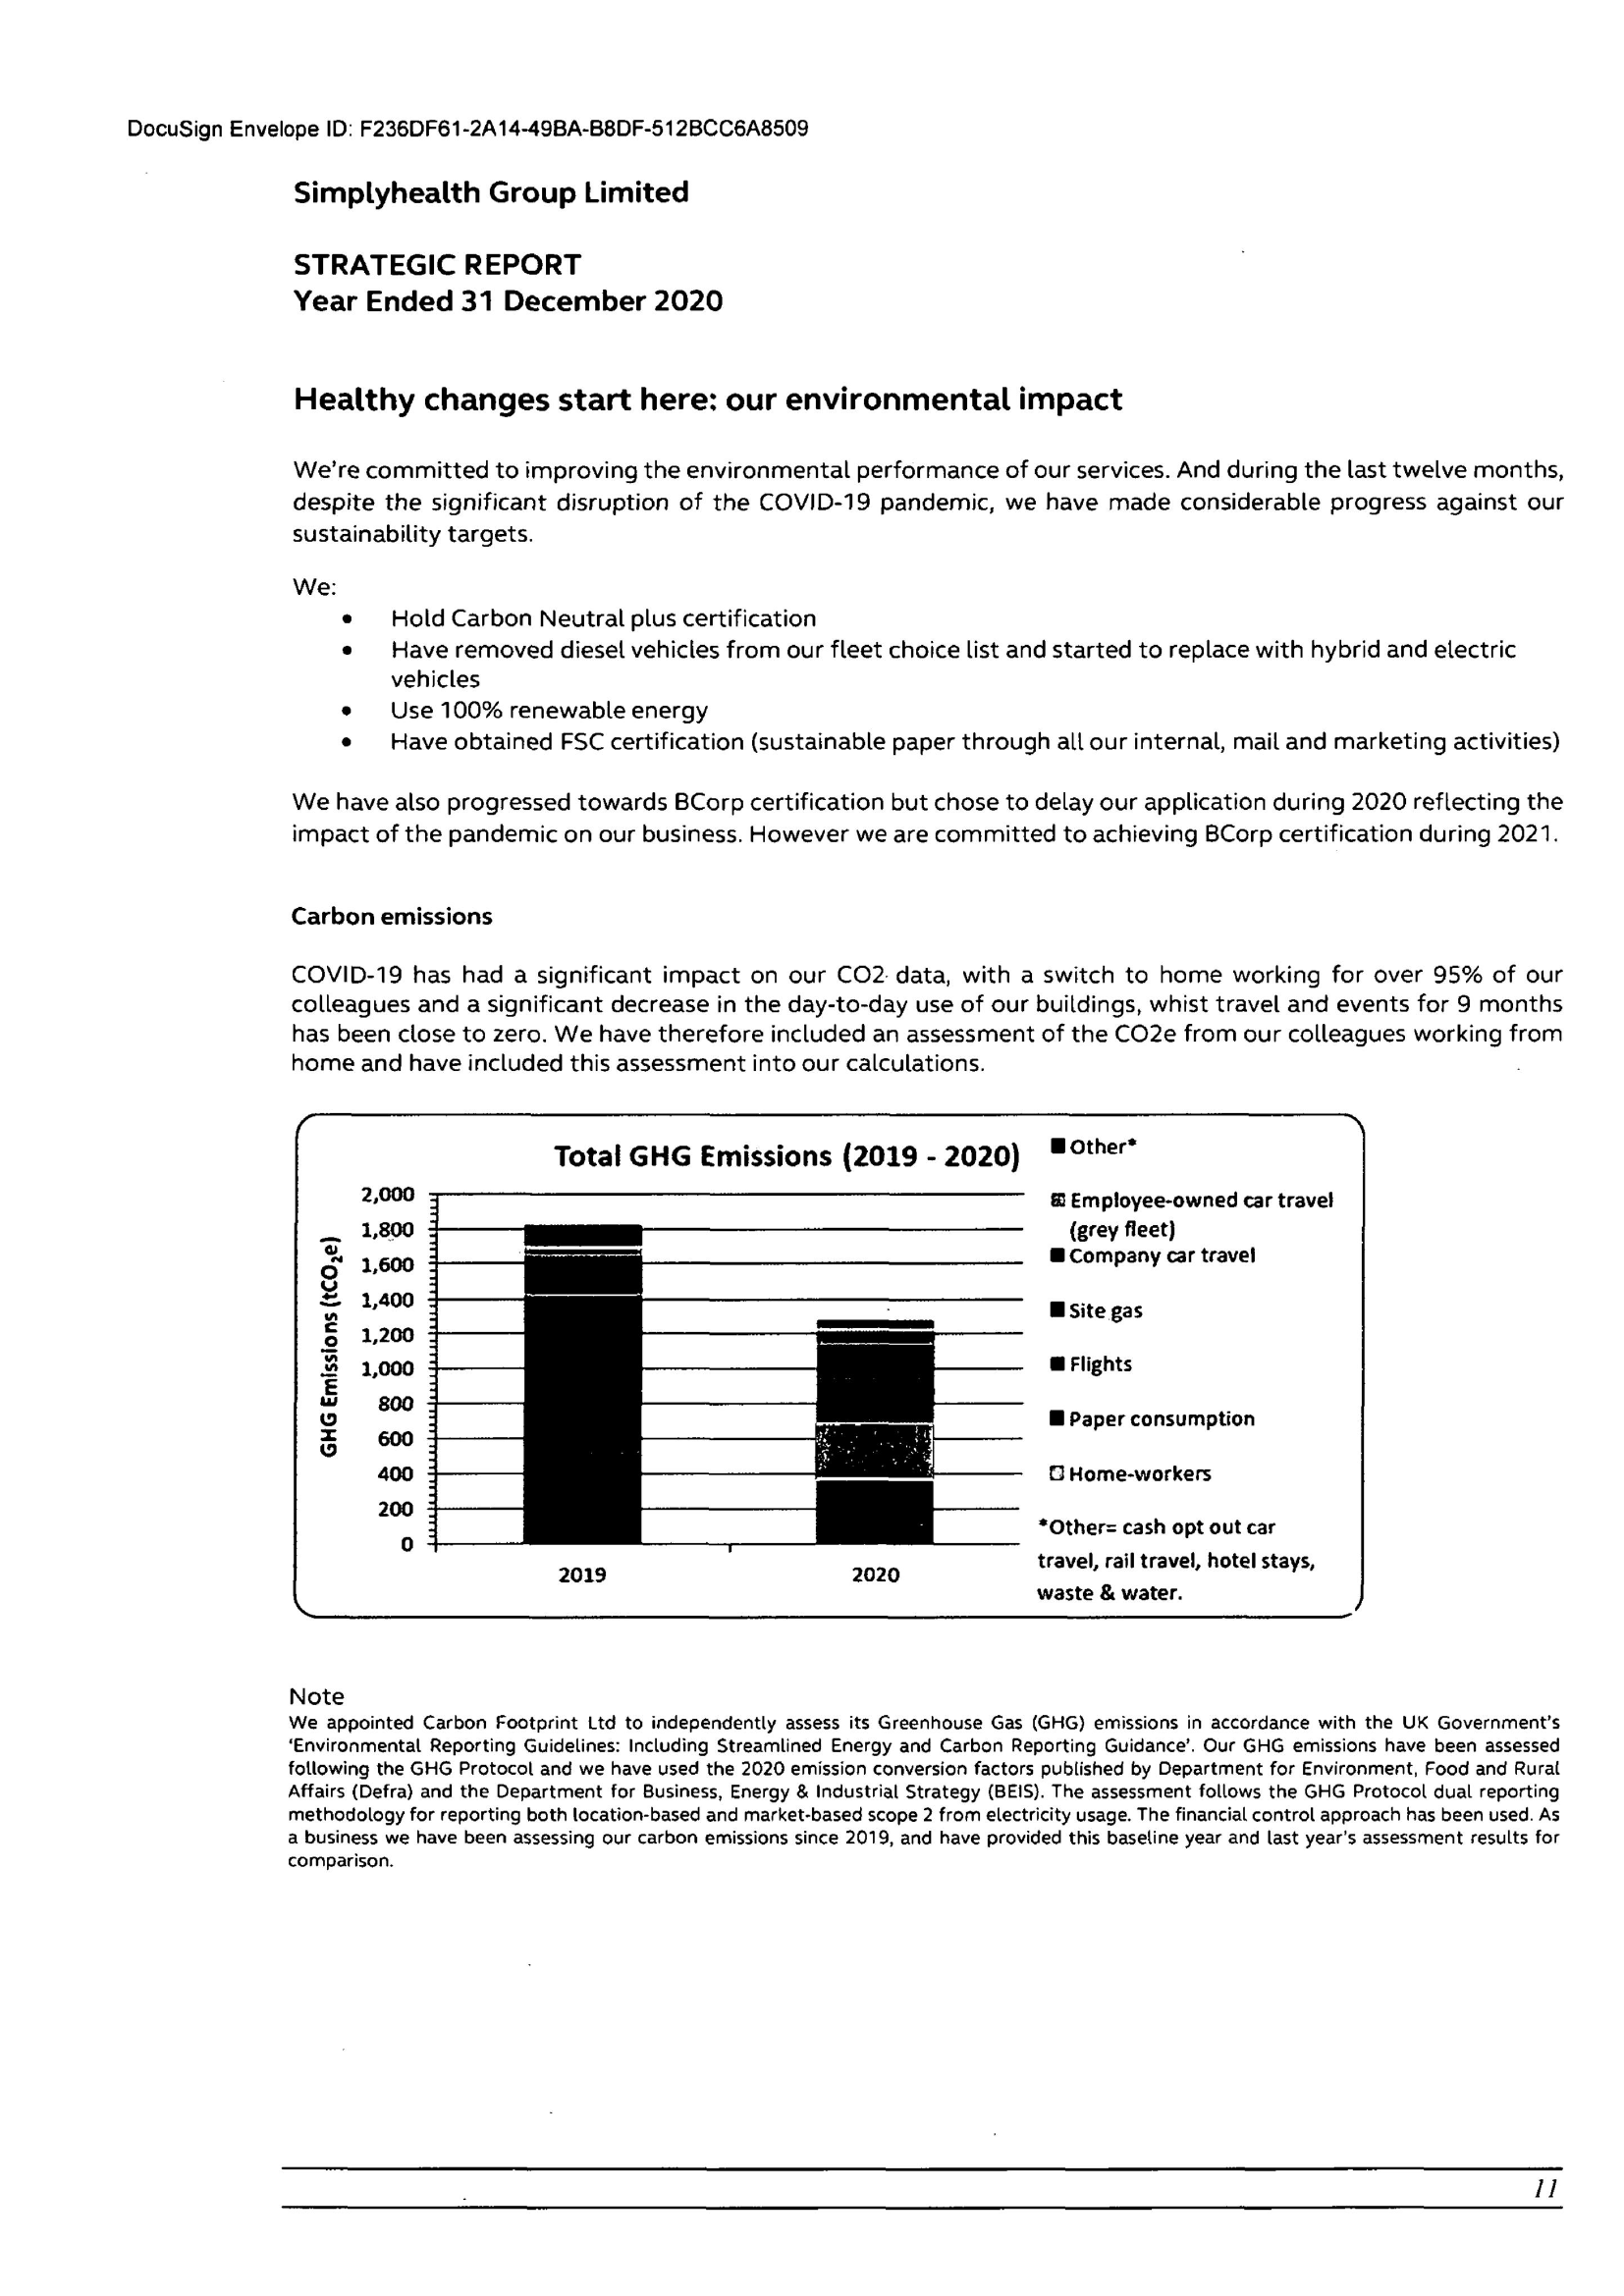 DocuSign Envelope ID: F236DF61-2A14-49BA-B8DF-512BCC6A8509
Simplyhealth Group Limited
STRATEGIC REPORT
Year Ended 31 December 2020
Healthy changes start here: our environmental impact
We're committed to improving the environmental performance of our services. And during the last twelve months,
despite the significant disruption of the COVID-19 pandemic, we have made considerable progress against our
sustainability targets.
We:
• Hold Carbon Neutral plus certification
• Have removed diesel vehicles from our fleet choice list and started to replace with hybrid and electric
vehicles
• Use 100% renewable energy
• Have obtained FSC certification (sustainable paper through all our internal, mail and marketing activities)
We have also progressed towards BCorp certification but chose to delay our application during 2020 reflecting the
impact of the pandemic on our business. However we are committed to achieving BCorp certification during 2021.
Carbon emissions
COVID-19 has had a significant impact on our CO2 data, with a switch to home working for over 95% of our
colleagues and a significant decrease in the day-to-day use of our buildings, whist travel and events for 9 months
has been close to zero. We have therefore included an assessment of the CO2e from our colleagues working from
home and have included this assessment into our calculations.
Total GHG Emissions (2019 - 2020)
GHG Emissions (tCO₂e)
2,000
1,800
1,600
1,400
1,200
1,000
800
600
400
200
0
2019
2020
Other*
Employee-owned car travel
(grey fleet)
Company car travel
Site gas
Flights
Paper consumption
Home-workers
*Other= cash opt out car
travel, rail travel, hotel stays,
waste & water.
Note
We appointed Carbon Footprint Ltd to independently assess its Greenhouse Gas (GHG) emissions in accordance with the UK Government's
'Environmental Reporting Guidelines: Including Streamlined Energy and Carbon Reporting Guidance'. Our GHG emissions have been assessed
following the GHG Protocol and we have used the 2020 emission conversion factors published by Department for Environment, Food and Rural
Affairs (Defra) and the Department for Business, Energy & Industrial Strategy (BEIS). The assessment follows the GHG Protocol dual reporting
methodology for reporting both location-based and market-based scope 2 from electricity usage. The financial control approach has been used. As
a business we have been assessing our carbon emissions since 2019, and have provided this baseline year and last year's assessment results for
comparison.
11